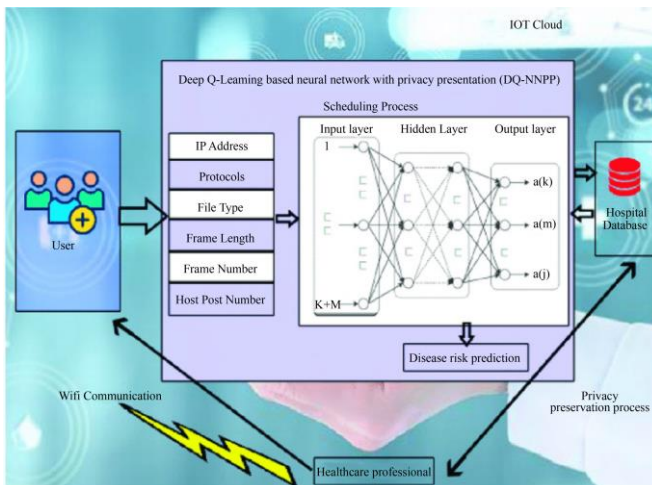 IOT Cloud
Deep Q-Leaming based neural network with privacy presentation (DQ-NNPP)
Scheduling Process
Input layer
Hidden Layer
Output layer
IP Address
Protocols
File Type
Frame Length
Frame Number
Host Post Number
1
K+M
a(k)
a(m)
a(j)
User
24
Hospital
Database
Disease risk prediction
Wifi Communication
Privacy
preservation process
Healthcare professional